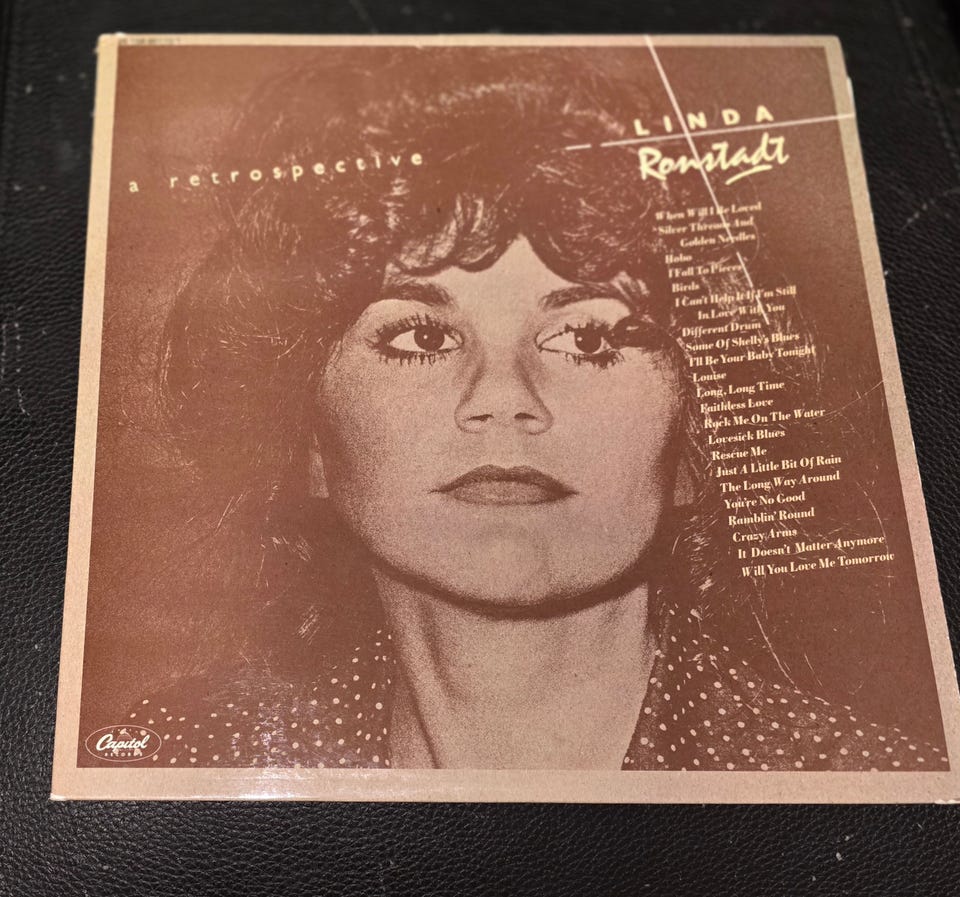 a retrospective
LINDA
Ronstadt
When Will I Be Loved
Silver Threads And
Golden Needles
Hobo
I Fall To Pieces
Birds
I Can't Help It If I'm Still
In Love With You
Different Drum
Some Of Shelly's Blues
I'll Be Your Baby Tonight
Louise
Long, Long Time
Faithless Love
Rock Me On The Water
Lovesick Blues
Rescue Me
Just A Little Bit Of Rain
The Long Way Around
You're No Good
Ramblin' Round
Crazy Arms
It Doesn't Matter Anymore
Will You Love Me Tomorrow
Capitol
RECORDS